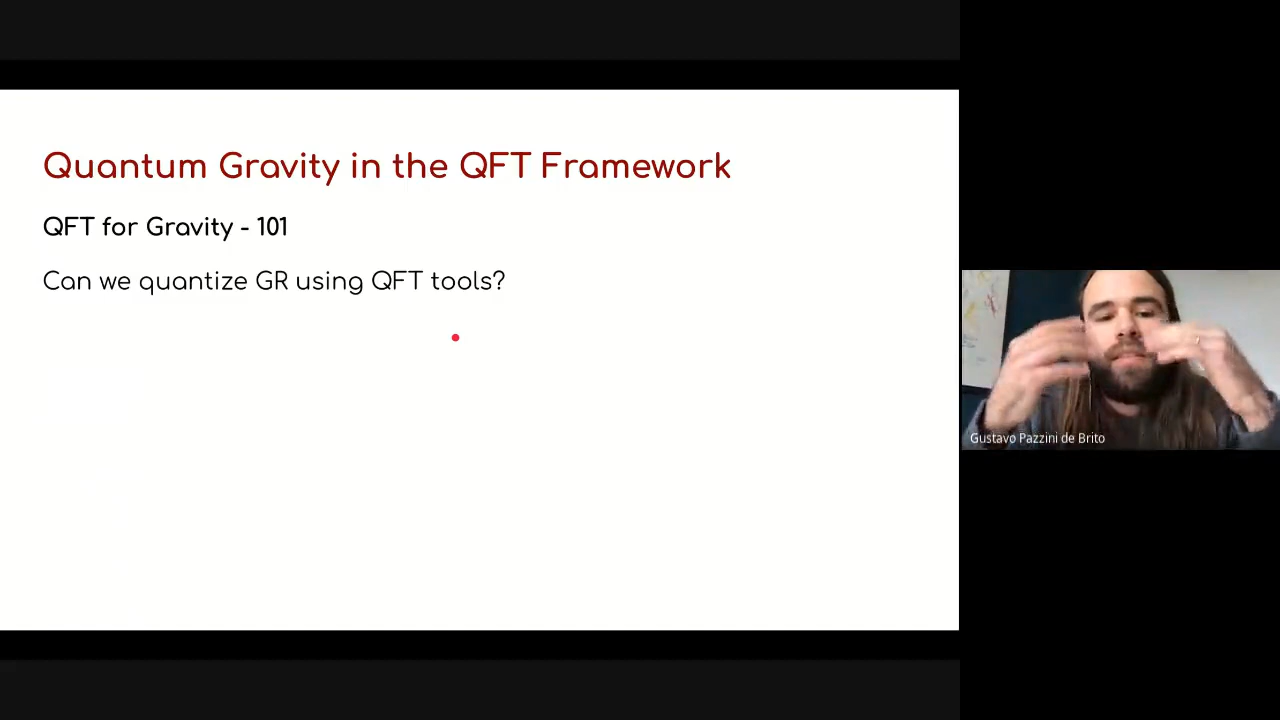 Quantum Gravity in the QFT Framework
QFT for Gravity - 101
Can we quantize GR using QFT tools?
Gustavo Pazzini de Brito